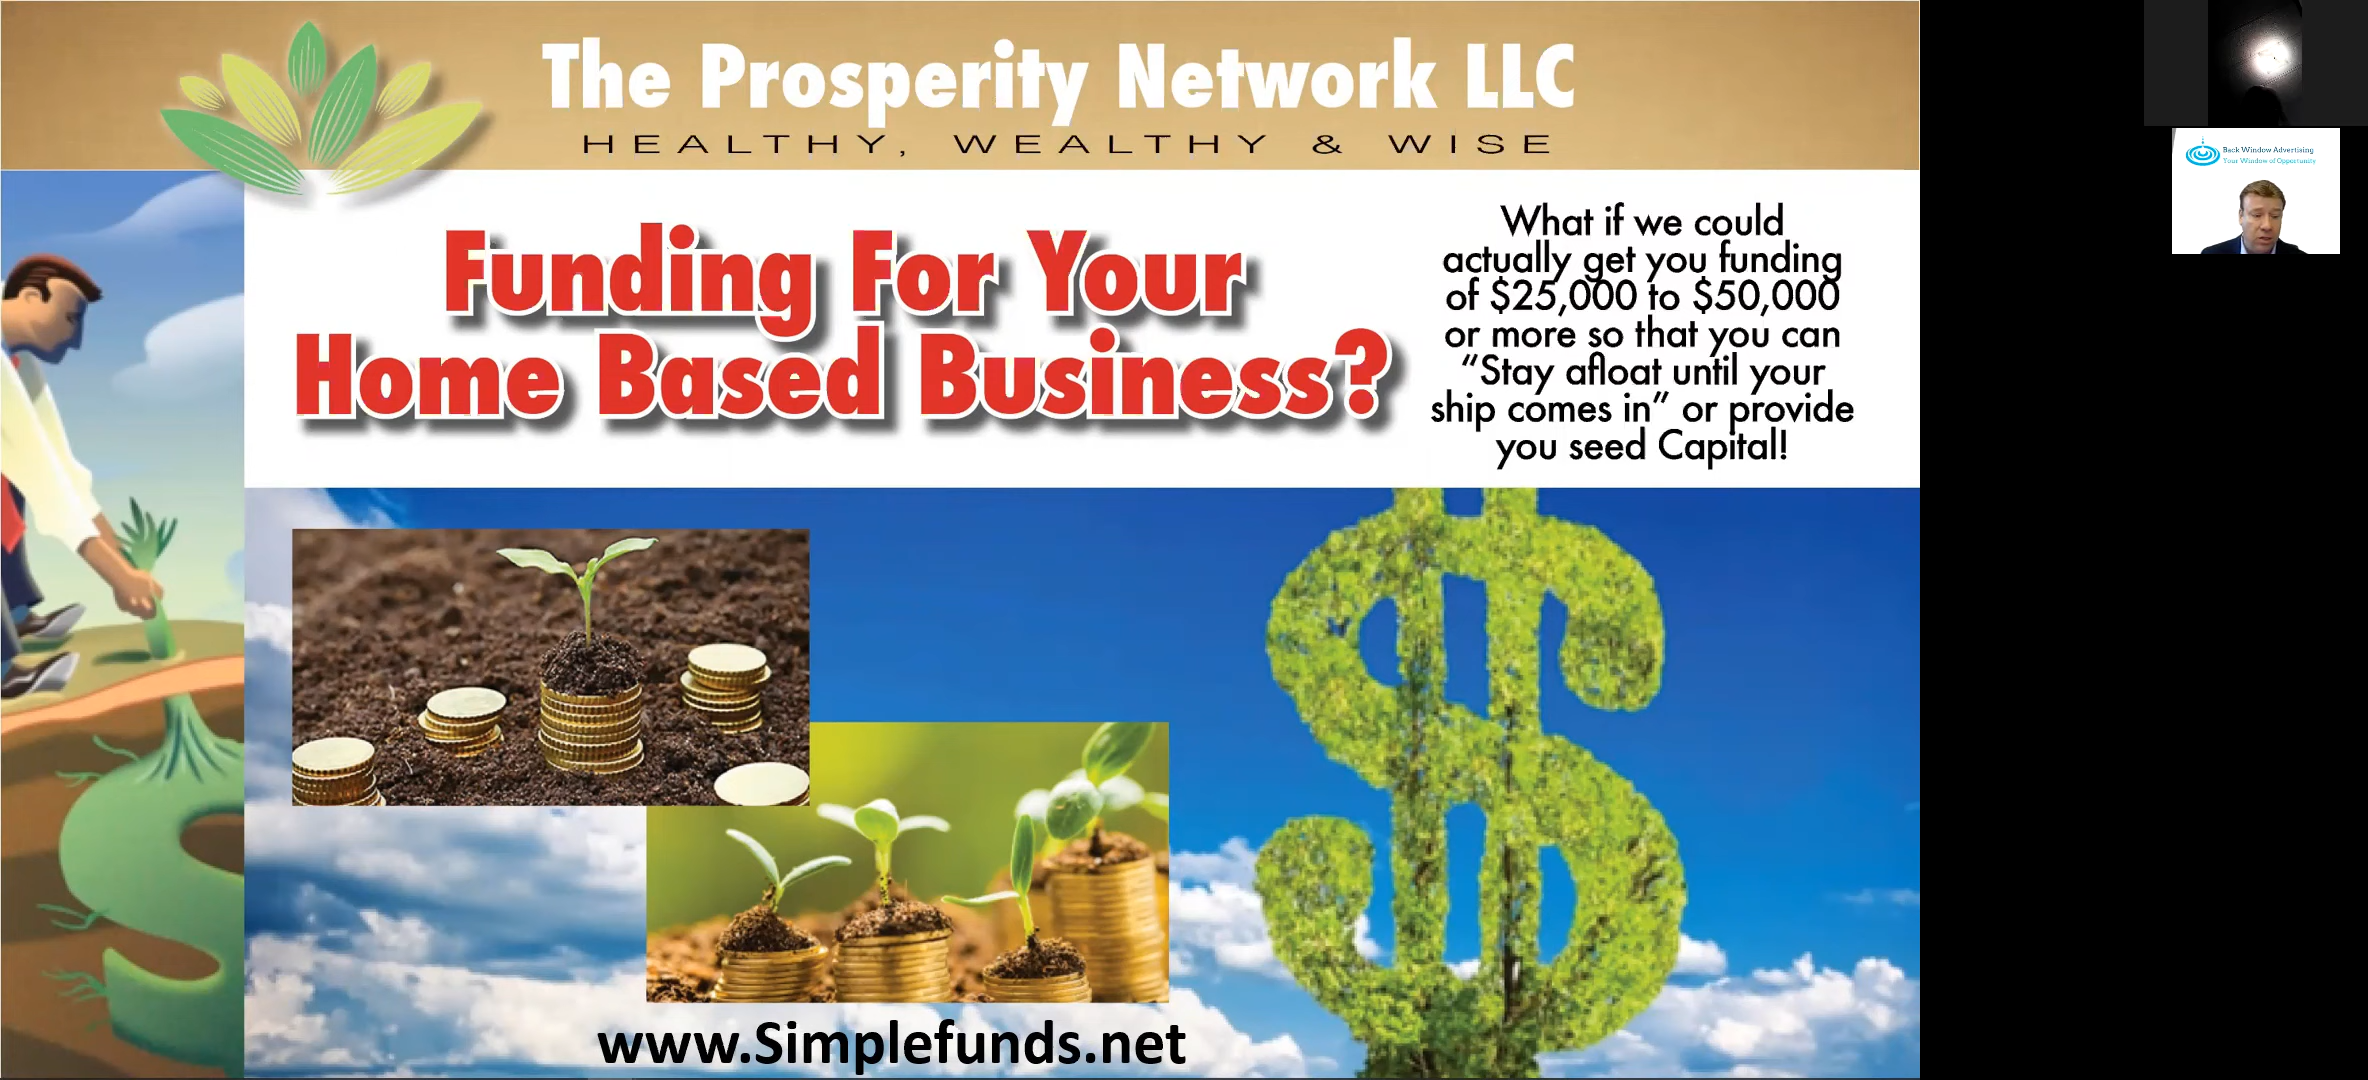 The Prosperity Network LLC
HEALTHY, WEALTHY & WISE
Funding For Your
Home Based Business?
What if we could
actually get you funding
of $25,000 to $50,000
or more so that you can
“Stay afloat until your
ship comes in” or provide
you seed Capital!
www.Simplefunds.net
Back Window Advertising
Your Window of Opportunity